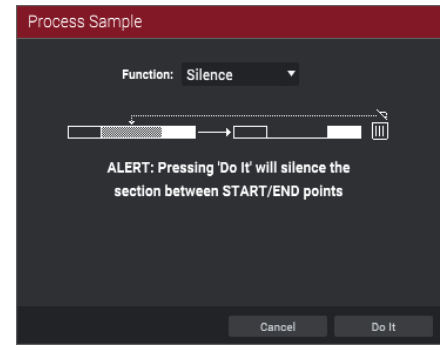 Process Sample
Function: Silence
ALERT: Pressing 'Do It' will silence the
section between START/END points
Cancel Do It